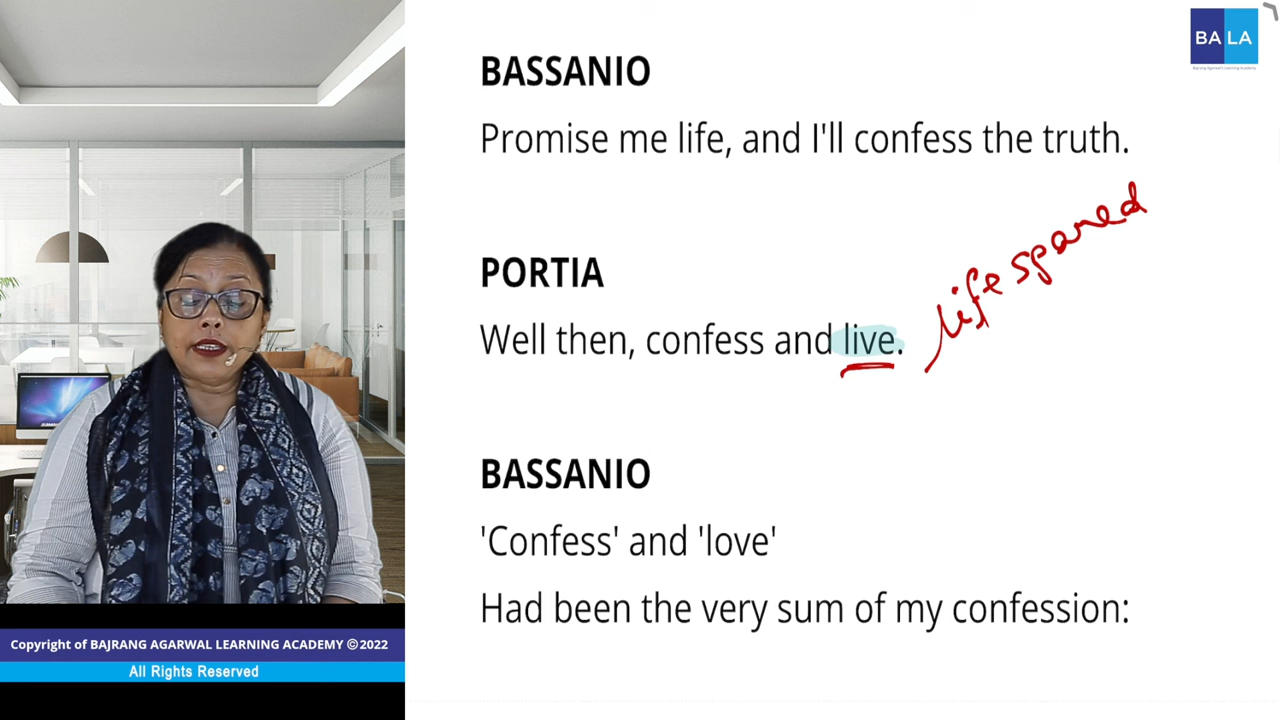 BALA
BASSANIO
Promise me life, and I'll confess the truth.
life spared
PORTIA
Well then, confess and live.
BASSANIO
'Confess' and 'love'
Had been the very sum of my confession:
Copyright of BAJRANG AGARWAL LEARNING ACADEMY ©2022
All Rights Reserved